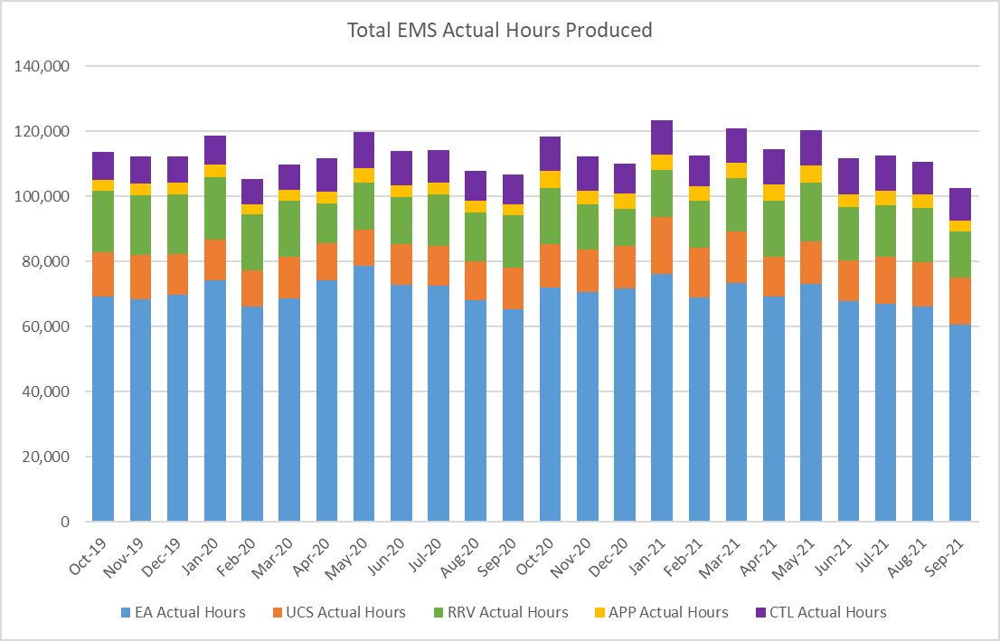 Total EMS Actual Hours Produced
140,000
120,000
100,000
80,000
60,000
40,000
20,000
0
Oct-19 Nov-19 Dec-19 Jan-20 Feb-20 Mar-20 Apr-20 May-20 Jun-20 Jul-20 Aug-20 Sep-20 Oct-20 Nov-20 Dec-20 Jan-21 Feb-21 Mar-21 Apr-21 May-21 Jun-21 Jul-21 Aug-21 Sep-21
EA Actual Hours UCS Actual Hours RRV Actual Hours APP Actual Hours CTL Actual Hours